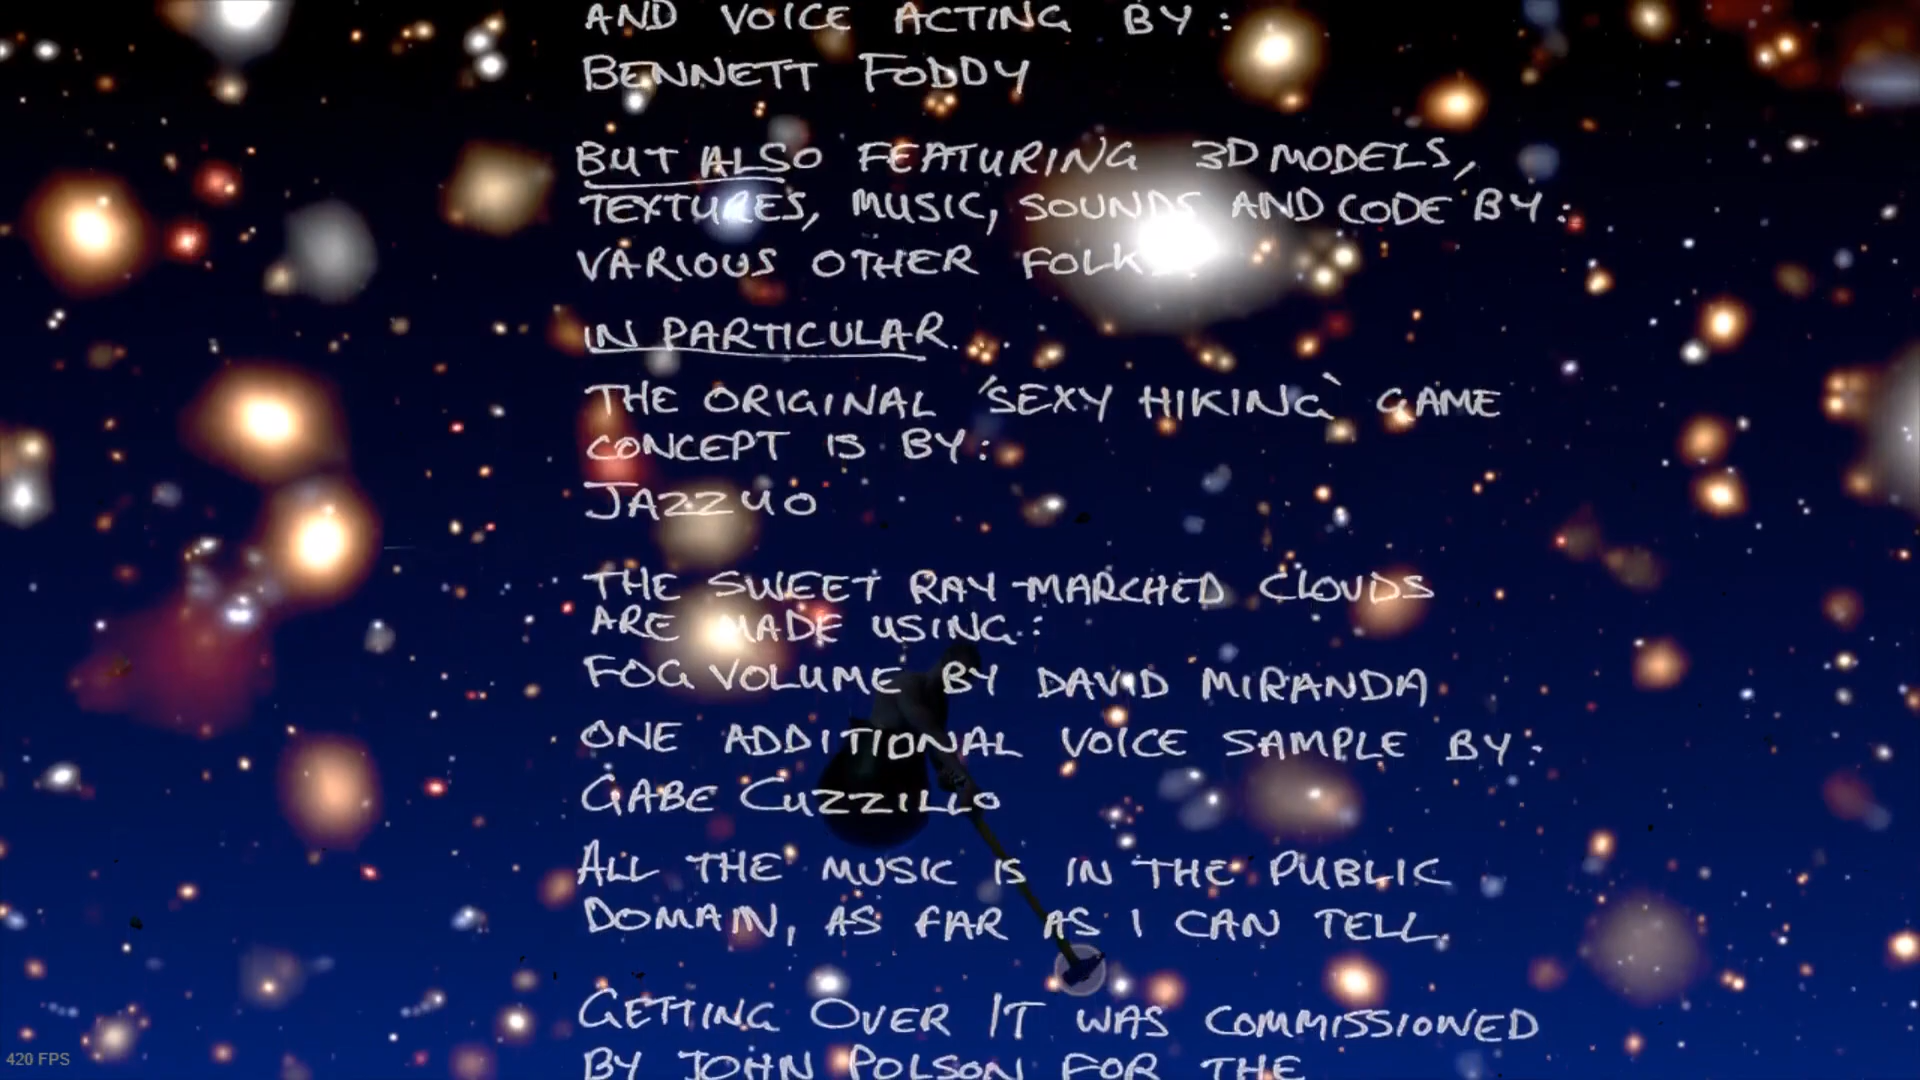 AND VOICE ACTING BY:
BENNETT FODDY
BUT ALSO FEATURING 3D MODELS,
TEXTURES, MUSIC, SOUNDS AND CODE BY:
VARIOUS OTHER FOLKS.
IN PARTICULAR...
THE ORIGINAL 'SEXY HIKING' GAME
CONCEPT IS BY:
JAZZUO
THE SWEET RAY-MARCHED CLOUDS
ARE MADE USING:
FOG VOLUME BY DAVID MIRANDA
ONE ADDITIONAL VOICE SAMPLE BY:
GABE CUZZILLO
ALL THE MUSIC IS IN THE PUBLIC
DOMAIN, AS FAR AS I CAN TELL.
GETTING OVER IT WAS COMMISSIONED
BY JOHN POLSON FOR THE
420 FPS